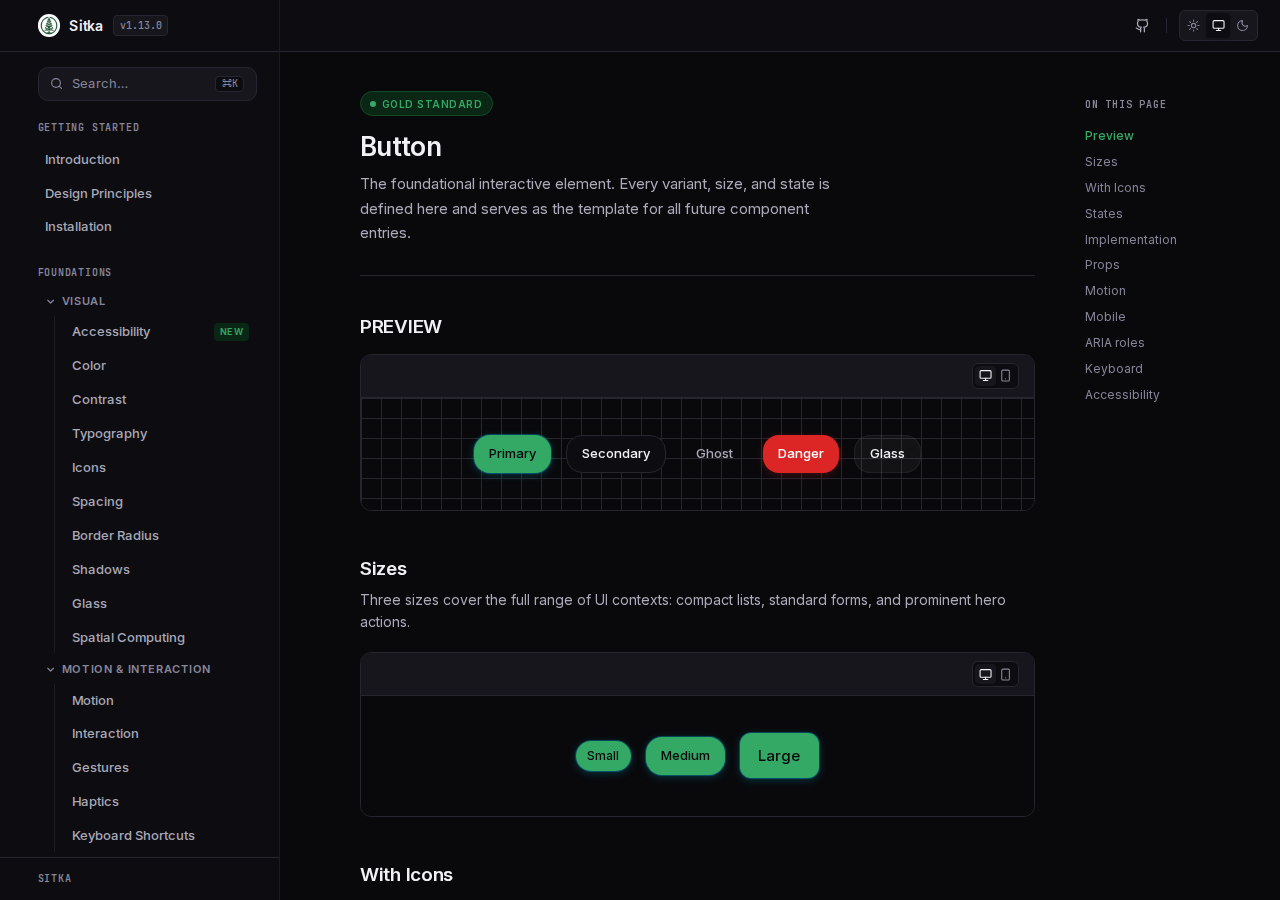 Sitka v1.13.0
Search... ⌘K
GETTING STARTED
Introduction
Design Principles
Installation
FOUNDATIONS
VISUAL
Accessibility NEW
Color
Contrast
Typography
Icons
Spacing
Border Radius
Shadows
Glass
Spatial Computing
MOTION & INTERACTION
Motion
Interaction
Gestures
Haptics
Keyboard Shortcuts
SITKA
GOLD STANDARD
Button
The foundational interactive element. Every variant, size, and state is
defined here and serves as the template for all future component
entries.
PREVIEW
Primary Secondary Ghost Danger Glass
Sizes
Three sizes cover the full range of UI contexts: compact lists, standard forms, and prominent hero
actions.
Small Medium Large
With Icons
ON THIS PAGE
Preview
Sizes
With Icons
States
Implementation
Props
Motion
Mobile
ARIA roles
Keyboard
Accessibility